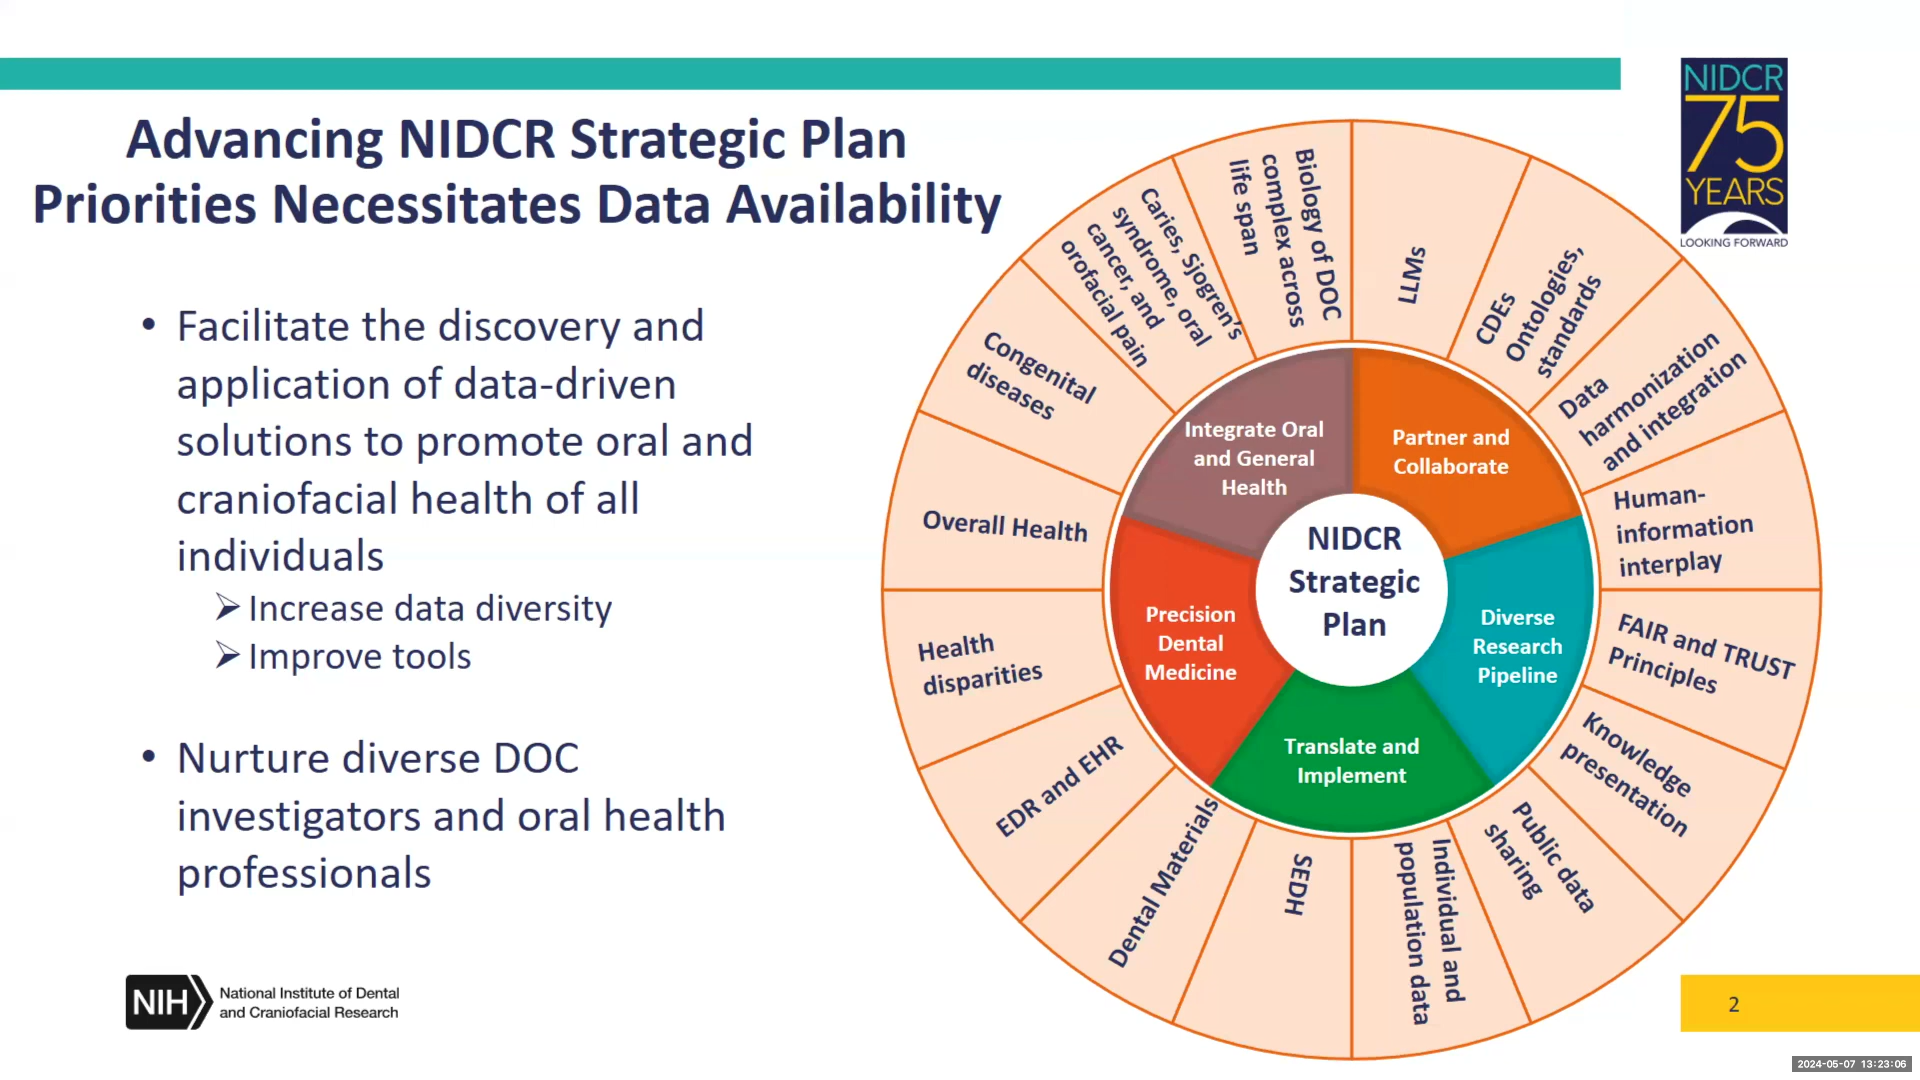 NIDCR
75
YEARS
LOOKING FORWARD
Advancing NIDCR Strategic Plan
Priorities Necessitates Data Availability
• Facilitate the discovery and
application of data-driven
solutions to promote oral and
craniofacial health of all
individuals
➢ Increase data diversity
➢ Improve tools
• Nurture diverse DOC
investigators and oral health
professionals
NIDCR
Strategic
Plan
Integrate Oral
and General
Health
Partner and
Collaborate
Diverse
Research
Pipeline
Translate and
Implement
Precision
Dental
Medicine
LLMs
CDEs
Ontologies,
standards
Data
harmonization
and integration
Human-
information
interplay
FAIR and TRUST
Principles
Knowledge
presentation
Public data
sharing
Individual and
population data
SEDH
Dental Materials
EDR and EHR
Health
disparities
Overall Health
Congenital
diseases
Caries, Sjogren's
syndrome, oral
cancer, and
orofacial pain
Biology of DOC
complex across
life span
NIH
National Institute of Dental
and Craniofacial Research
2
2024-05-07 13:23:06